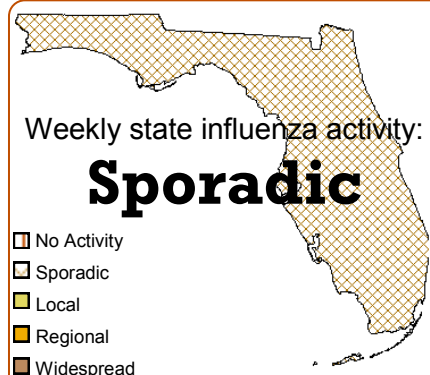 Weekly state influenza activity:
Sporadic
No Activity
Sporadic
Local
Regional
Widespread